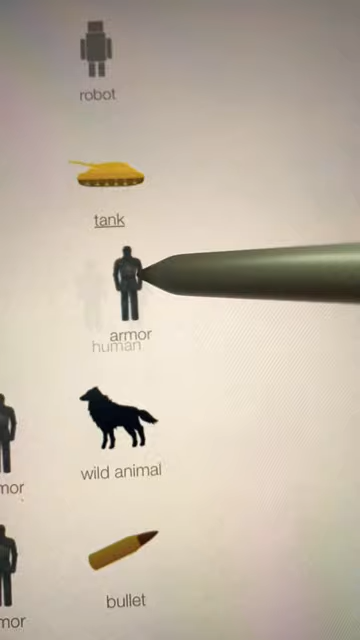 robot
tank
armor
human
wild animal
mor
bullet
mor